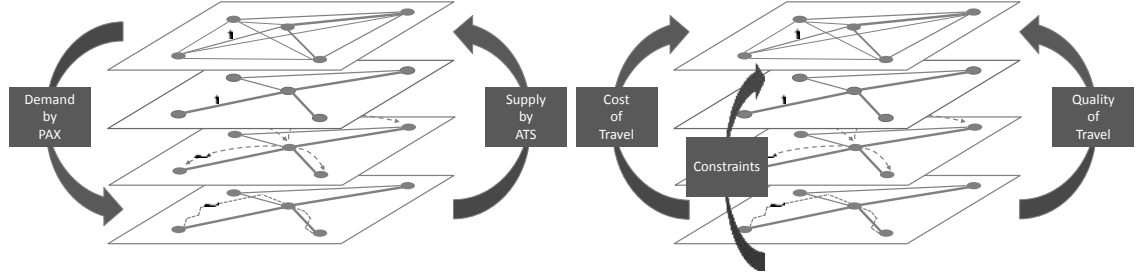 Demand
by
PAX
Supply
by
ATS
Cost
of
Travel
Constraints
Quality
of
Travel